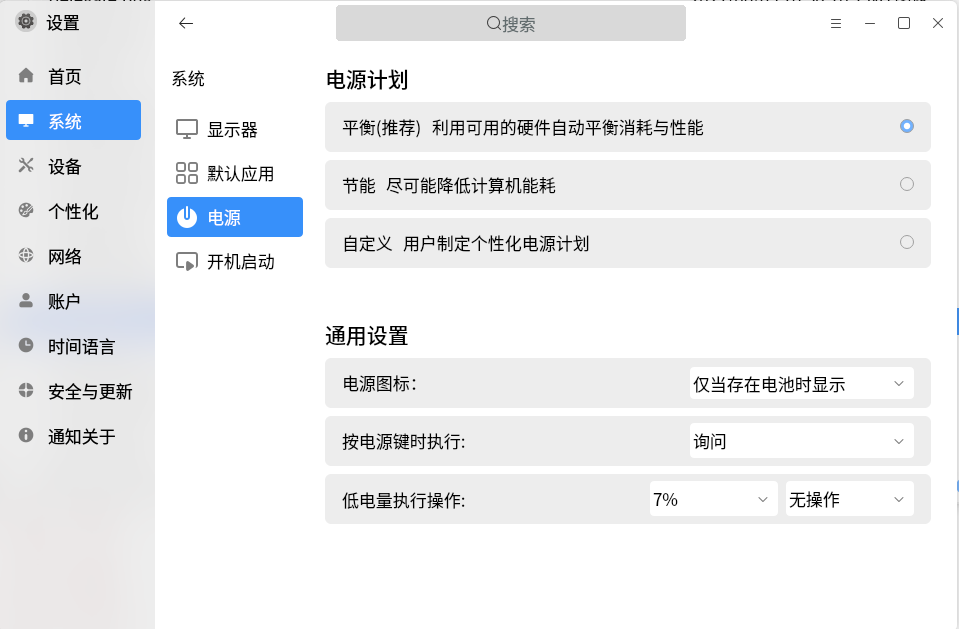 设置
搜索
首页
系统
设备
个性化
网络
账户
时间语言
安全与更新
通知关于
系统
显示器
默认应用
电源
开机启动
电源计划
平衡(推荐) 利用可用的硬件自动平衡消耗与性能
节能 尽可能降低计算机能耗
自定义 用户制定个性化电源计划
通用设置
电源图标: 仅当存在电池时显示
按电源键时执行: 询问
低电量执行操作: 7% 无操作